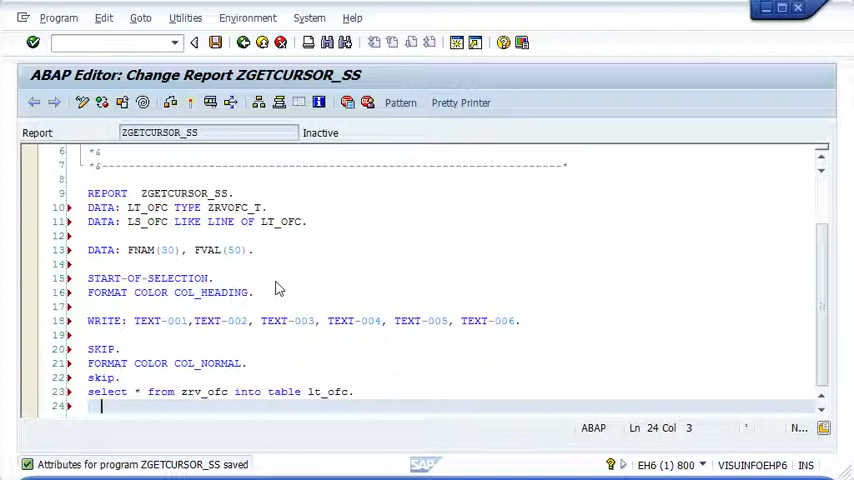 Program Edit Goto Utilities Environment System Help
ABAP Editor: Change Report ZGETCURSOR_SS
Pattern Pretty Printer
Report ZGETCURSOR_SS Inactive
6 *&
7 *&---------------------------------------------------------------------*
8
9 REPORT  ZGETCURSOR_SS.
10 DATA: LT_OFC TYPE ZRVOFC_T.
11 DATA: LS_OFC LIKE LINE OF LT_OFC.
12
13 DATA: FNAM(30), FVAL(50).
14
15 START-OF-SELECTION.
16 FORMAT COLOR COL_HEADING.
17
18 WRITE: TEXT-001,TEXT-002, TEXT-003, TEXT-004, TEXT-005, TEXT-006.
19
20 SKIP.
21 FORMAT COLOR COL_NORMAL.
22 skip.
23 select * from zrv_ofc into table lt_ofc.
24
ABAP Ln 24 Col 3 * N...
Attributes for program ZGETCURSOR_SS saved SAP EH6 (1) 800 VISUINFOEHP6 INS